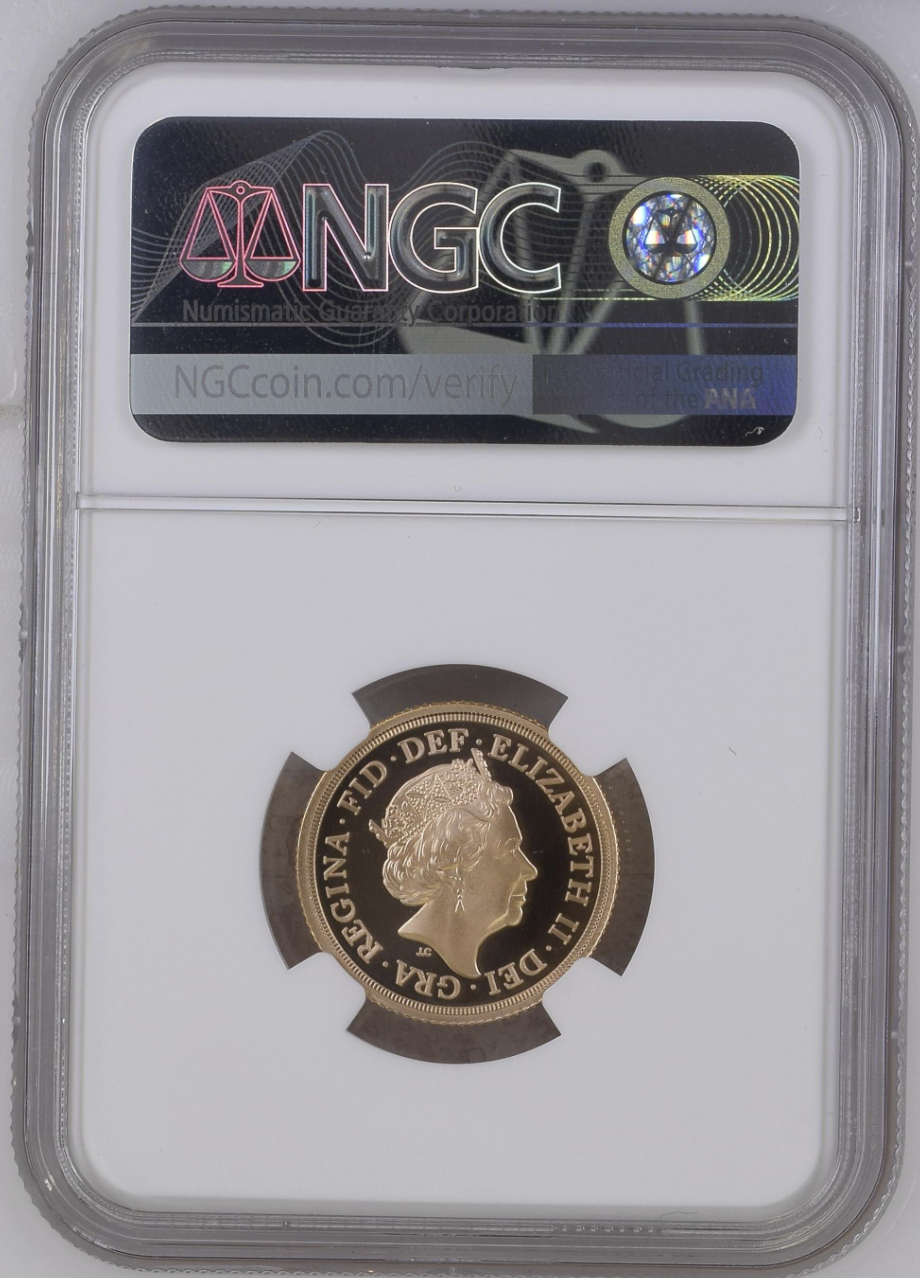 NGC
Numismatic Guaranty Corporation
NGCcoin.com/verify
Official Grading
of the ANA
ELIZABETH II · DEI · GRA · REGINA · FID · DEF ·
JC